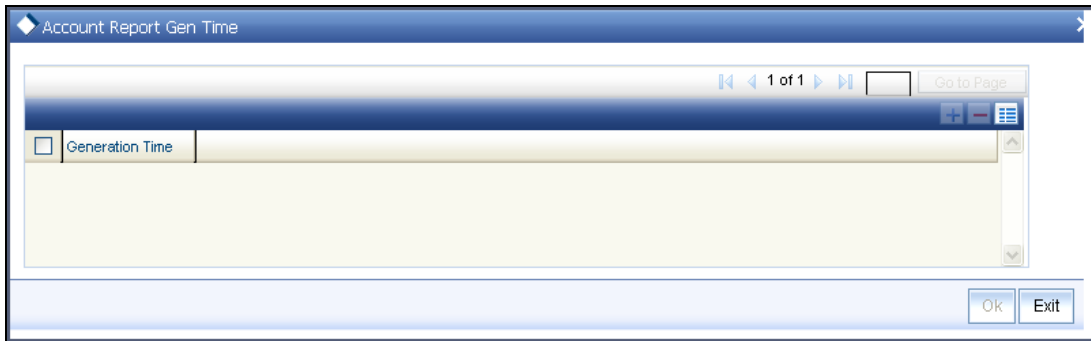 Account Report Gen Time
1 of 1 Go to Page
Generation Time
Ok Exit